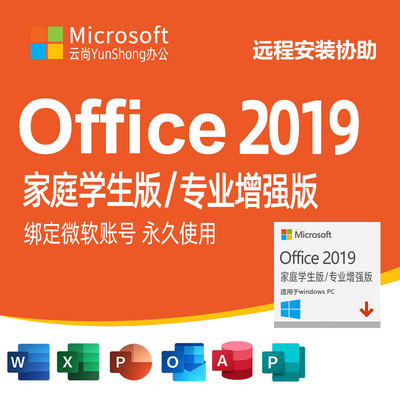 Microsoft
云尚YunShong办公
远程安装协助
Office 2019
家庭学生版/专业增强版
绑定微软账号 永久使用
Microsoft
Office 2019
家庭学生版/专业增强版
适用于windows PC
W
X
P
O
A
P